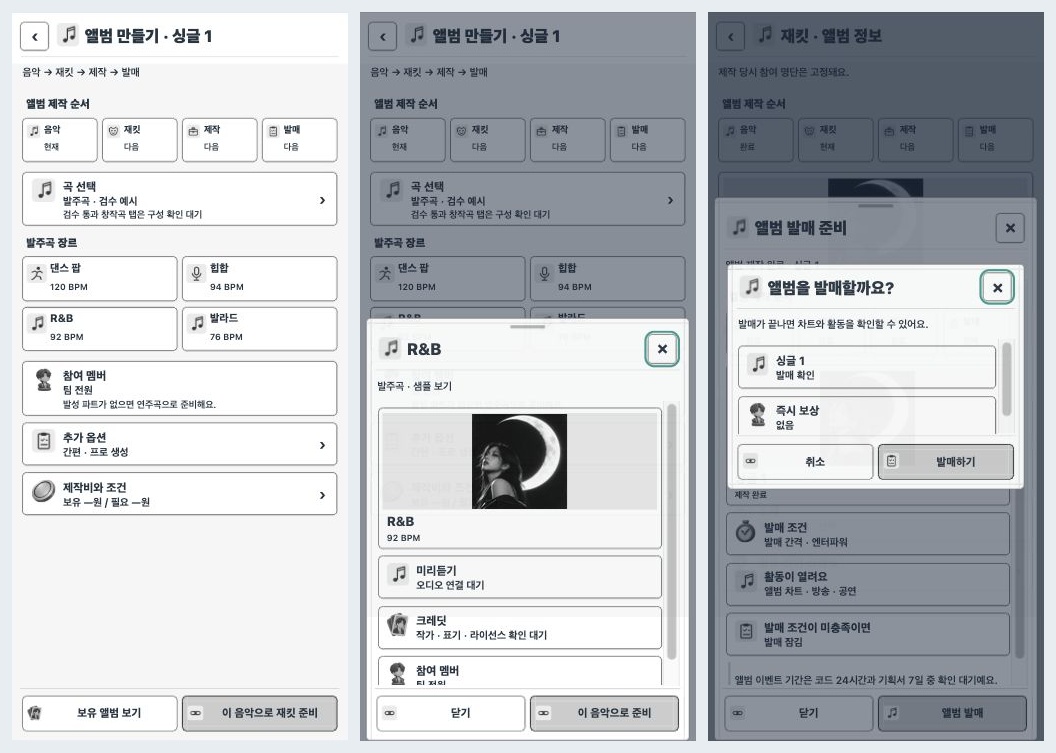 앨범 만들기 · 싱글 1
음악 → 재킷 → 제작 → 발매
앨범 제작 순서
음악
현재
재킷
다음
제작
다음
발매
다음
곡 선택
발주곡 · 검수 예시
검수 통과 창작곡 탭은 구성 확인 대기
발주곡 장르
댄스 팝
120 BPM
힙합
94 BPM
R&B
92 BPM
발라드
76 BPM
참여 멤버
팀 전원
발성 파트가 없으면 연주곡으로 준비해요.
추가 옵션
간편 · 프로 생성
제작비와 조건
보유 —원 / 필요 —원
보유 앨범 보기
이 음악으로 재킷 준비
앨범 만들기 · 싱글 1
음악 → 재킷 → 제작 → 발매
앨범 제작 순서
음악
현재
재킷
다음
제작
다음
발매
다음
곡 선택
발주곡 · 검수 예시
검수 통과 창작곡 탭은 구성 확인 대기
발주곡 장르
댄스 팝
120 BPM
힙합
94 BPM
R&B
발라드
R&B
발주곡 · 샘플 보기
R&B
92 BPM
미리듣기
오디오 연결 대기
크레딧
작가 · 표기 · 라이선스 확인 대기
참여 멤버
팀 전원
닫기
이 음악으로 준비
재킷 · 앨범 정보
제작 당시 참여 명단은 고정돼요.
앨범 제작 순서
음악
완료
재킷
현재
제작
다음
발매
다음
앨범 발매 준비
앨범 제작 완료 · 싱글 1
앨범을 발매할까요?
발매가 끝나면 차트와 활동을 확인할 수 있어요.
싱글 1
발매 확인
즉시 보상
없음
취소
발매하기
제작 완료
발매 조건
발매 간격 · 엔터파워
활동이 열려요
앨범 차트 · 방송 · 공연
발매 조건이 미충족이면
발매 잠김
앨범 이벤트 기간은 코드 24시간과 기획서 7일 중 확인 대기예요.
닫기
앨범 발매